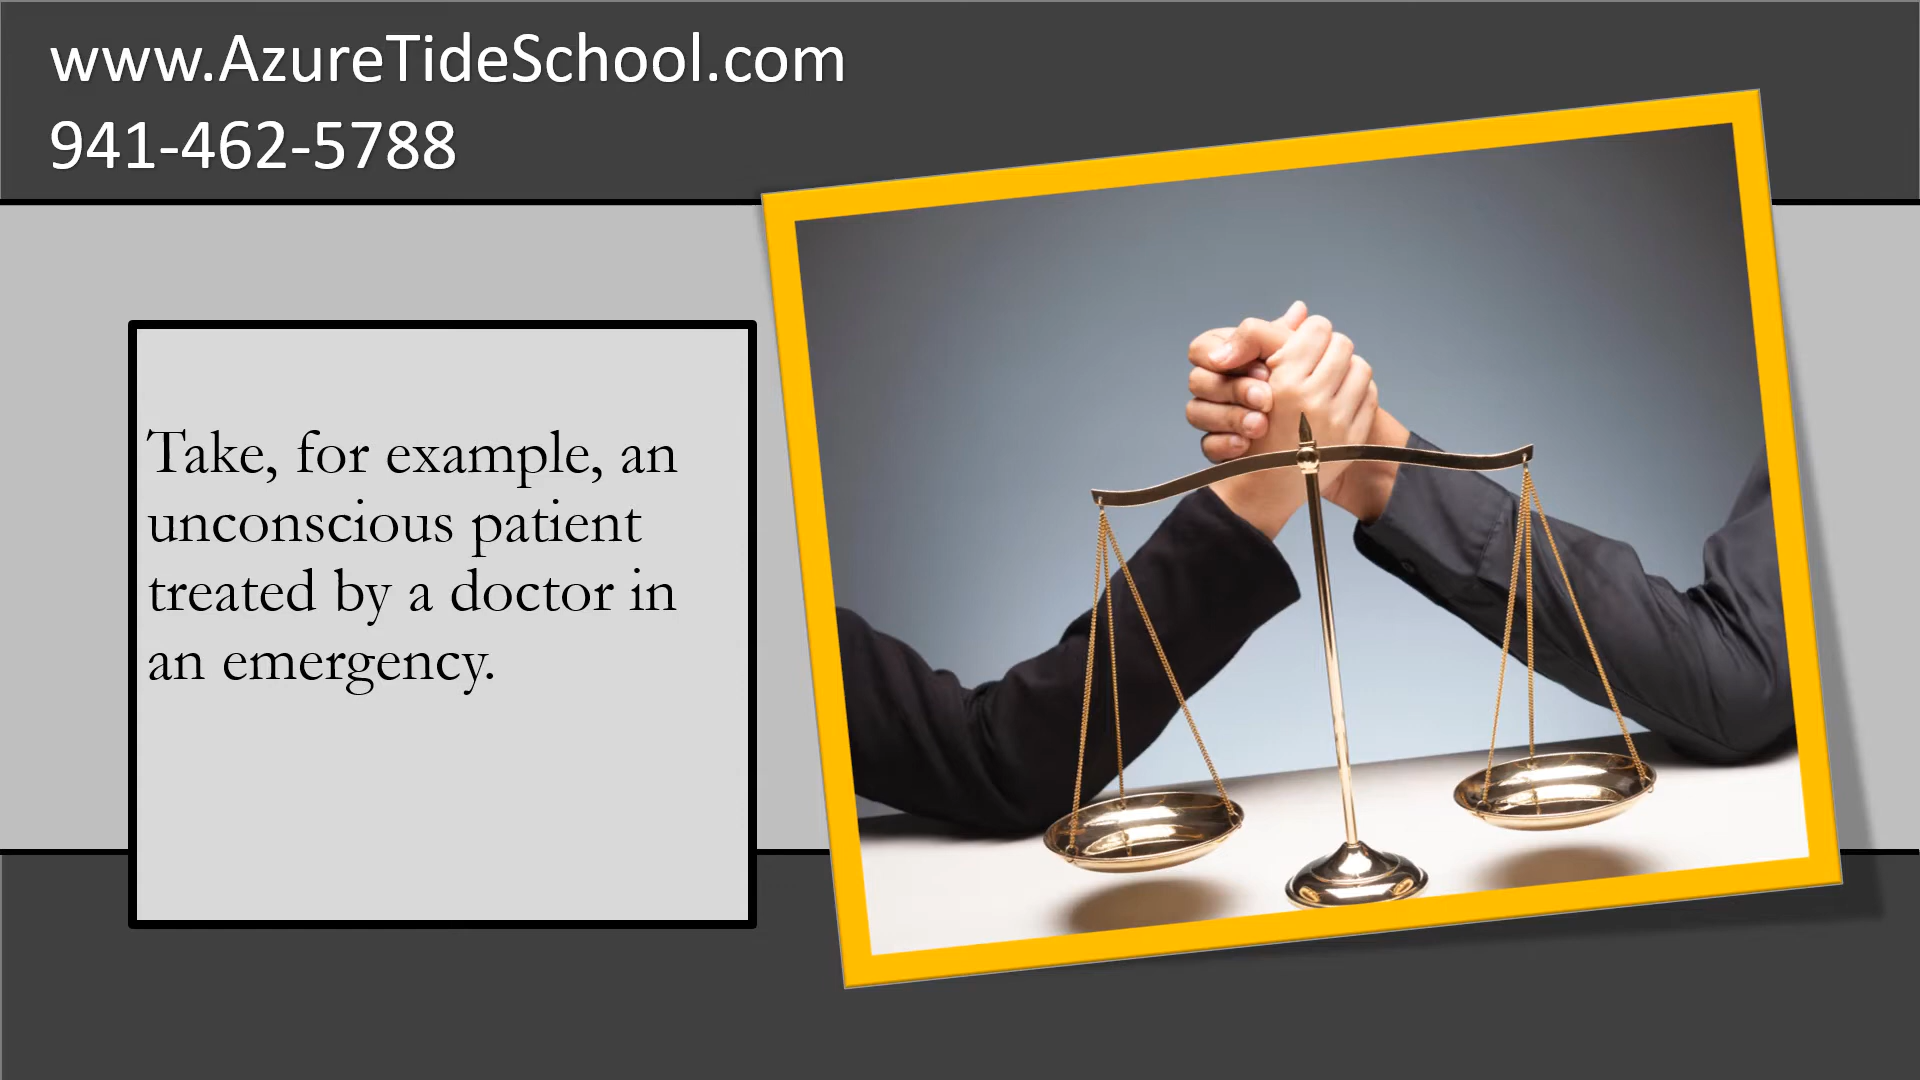 www.AzureTideSchool.com
941-462-5788
Take, for example, an
unconscious patient
treated by a doctor in
an emergency.